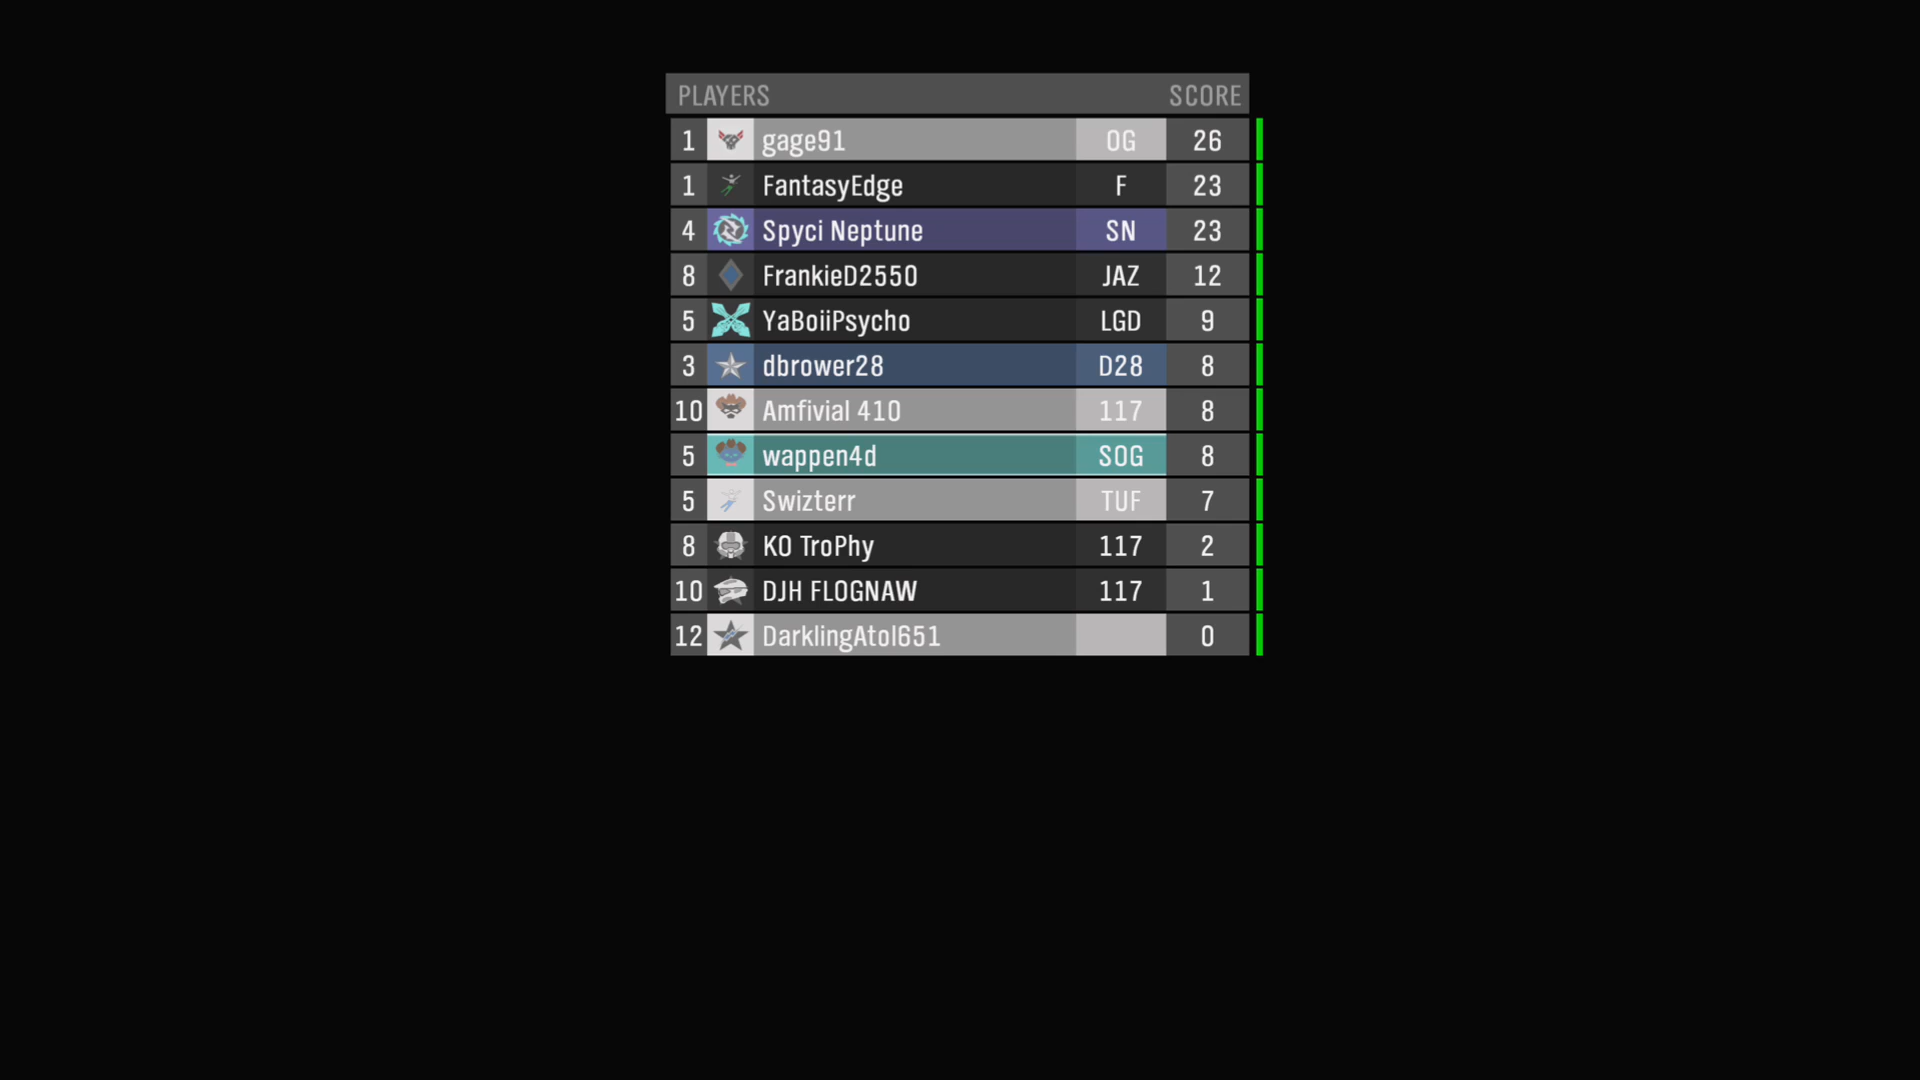 PLAYERS SCORE
1 gage91 OG 26
1 FantasyEdge F 23
4 Spyci Neptune SN 23
8 FrankieD2550 JAZ 12
5 YaBoiiPsycho LGD 9
3 dbrower28 D28 8
10 Amfivial 410 117 8
5 wappen4d SOG 8
5 Swizterr TUF 7
8 KO TroPhy 117 2
10 DJH FLOGNAW 117 1
12 DarklingAtol651 0